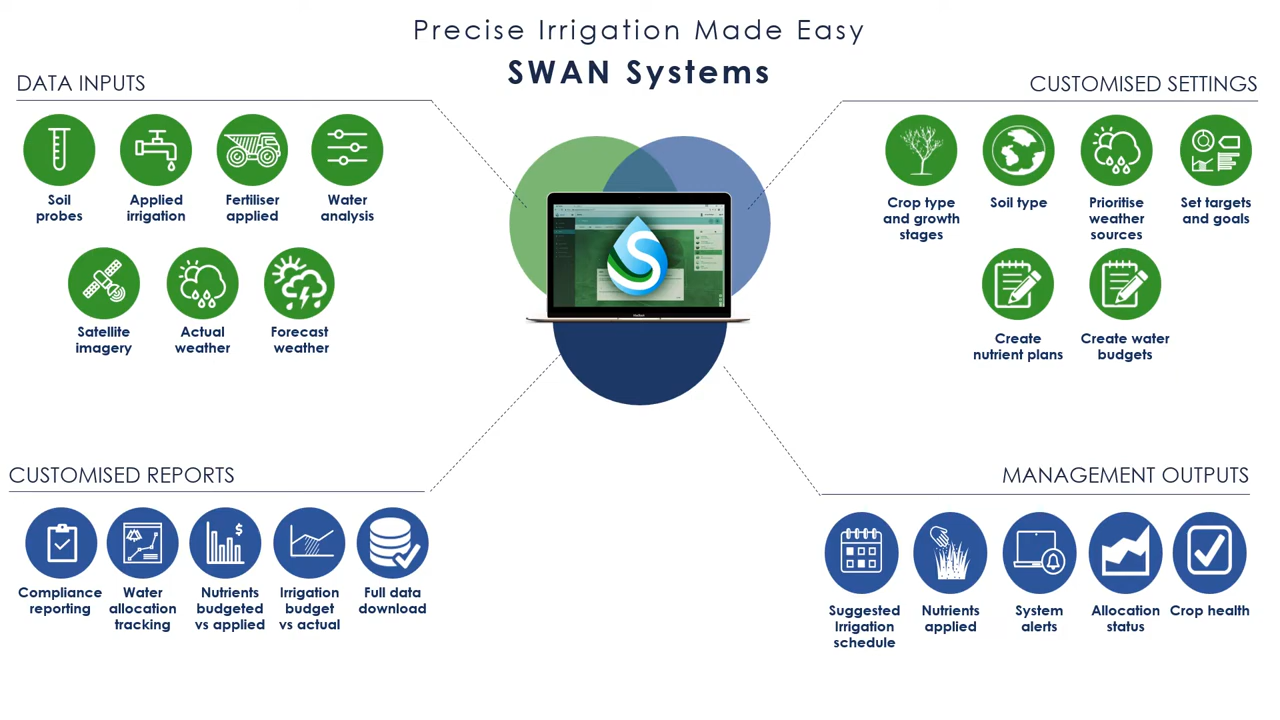 Precise Irrigation Made Easy
SWAN Systems
DATA INPUTS
Soil
probes
Applied
irrigation
Fertiliser
applied
Water
analysis
Satellite
imagery
Actual
weather
Forecast
weather
CUSTOMISED SETTINGS
Crop type
and growth
stages
Soil type
Prioritise
weather
sources
Set targets
and goals
Create
nutrient plans
Create water
budgets
CUSTOMISED REPORTS
Compliance
reporting
Water
allocation
tracking
Nutrients
budgeted
vs applied
Irrigation
budget
vs actual
Full data
download
MANAGEMENT OUTPUTS
Suggested
Irrigation
schedule
Nutrients
applied
System
alerts
Allocation
status
Crop health